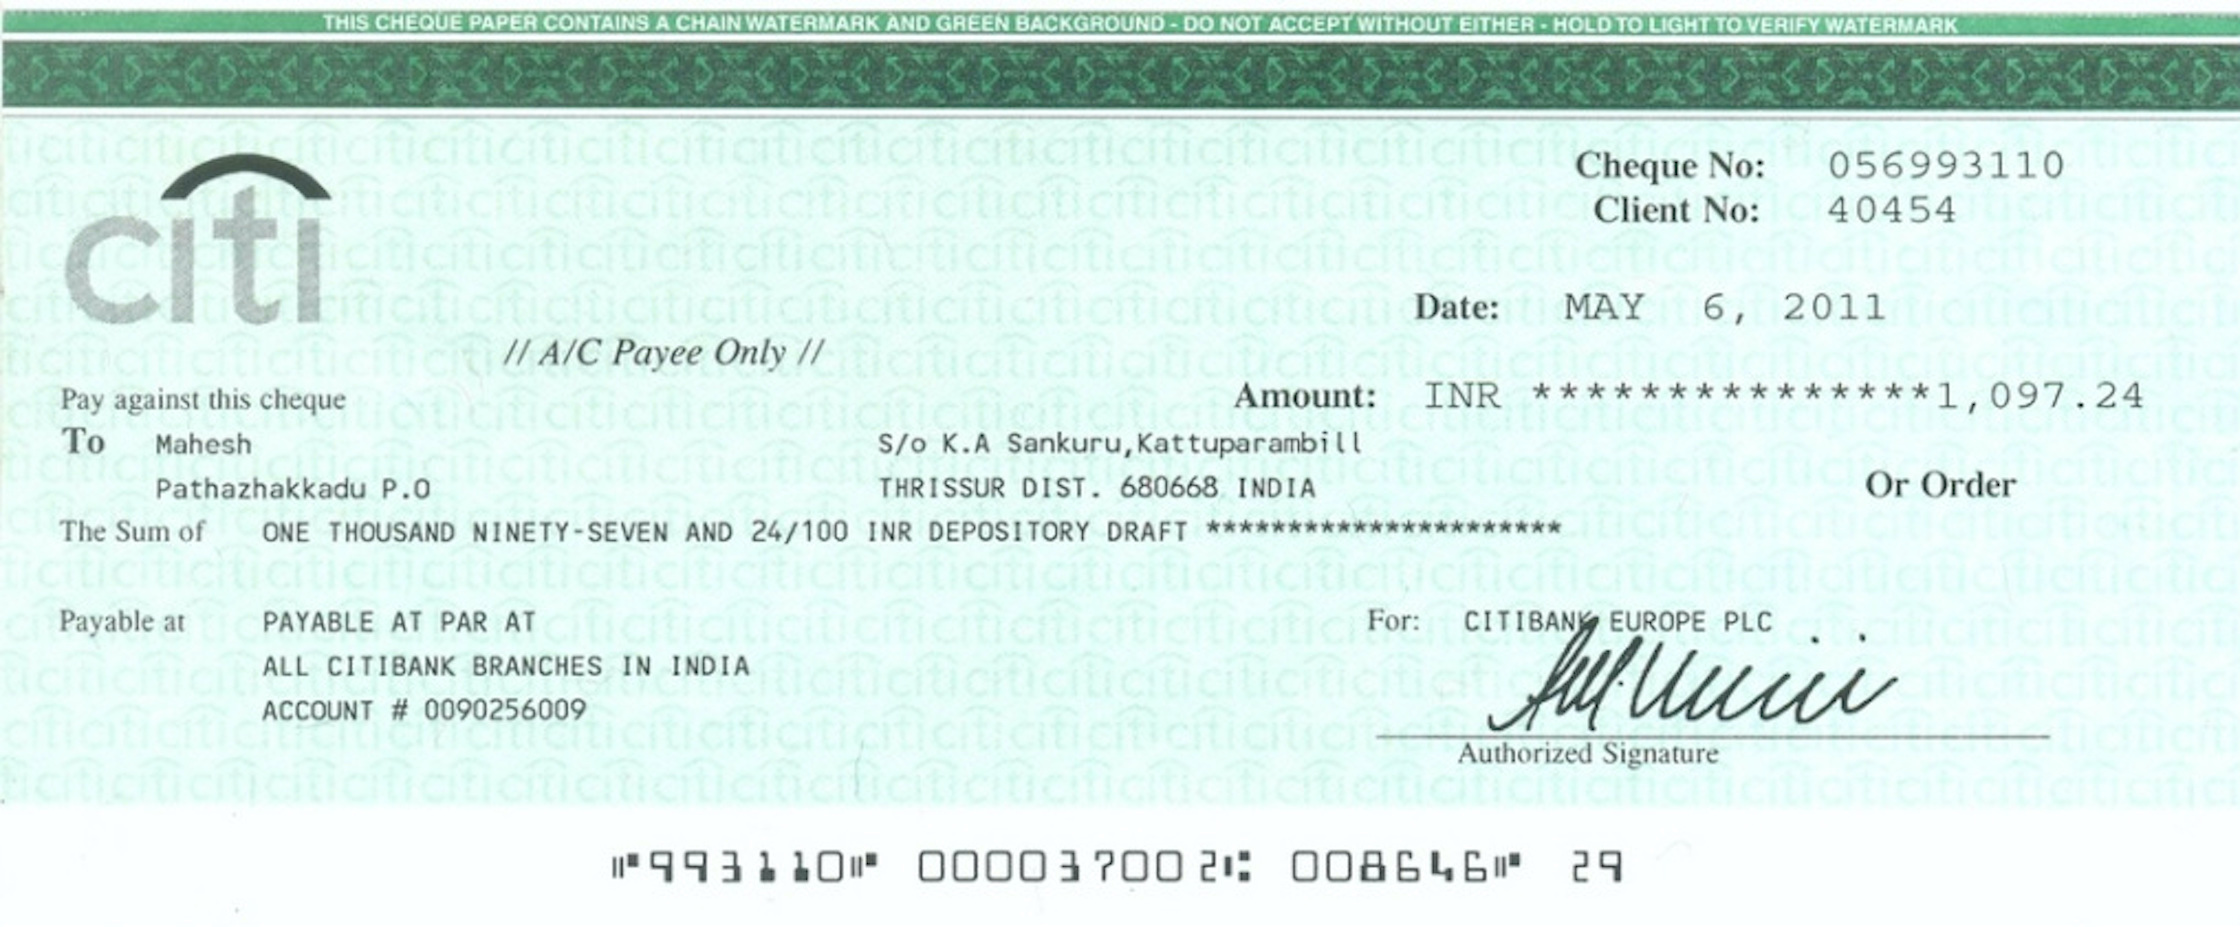 THIS CHEQUE PAPER CONTAINS A CHAIN WATERMARK AND GREEN BACKGROUND - DO NOT ACCEPT WITHOUT EITHER - HOLD TO LIGHT TO VERIFY WATERMARK
citi
Cheque No: 056993110
Client No: 40454
Date: MAY 6, 2011
// A/C Payee Only //
Pay against this cheque
Amount: INR ***************1,097.24
To Mahesh S/o K.A Sankuru,Kattuparambill
Pathazhakkadu P.O THRISSUR DIST. 680668 INDIA
Or Order
The Sum of ONE THOUSAND NINETY-SEVEN AND 24/100 INR DEPOSITORY DRAFT **********************
Payable at PAYABLE AT PAR AT
ALL CITIBANK BRANCHES IN INDIA
ACCOUNT # 0090256009
For: CITIBANK EUROPE PLC
Authorized Signature
⑈993110⑈ 000037002⑆ 008646⑈ 29